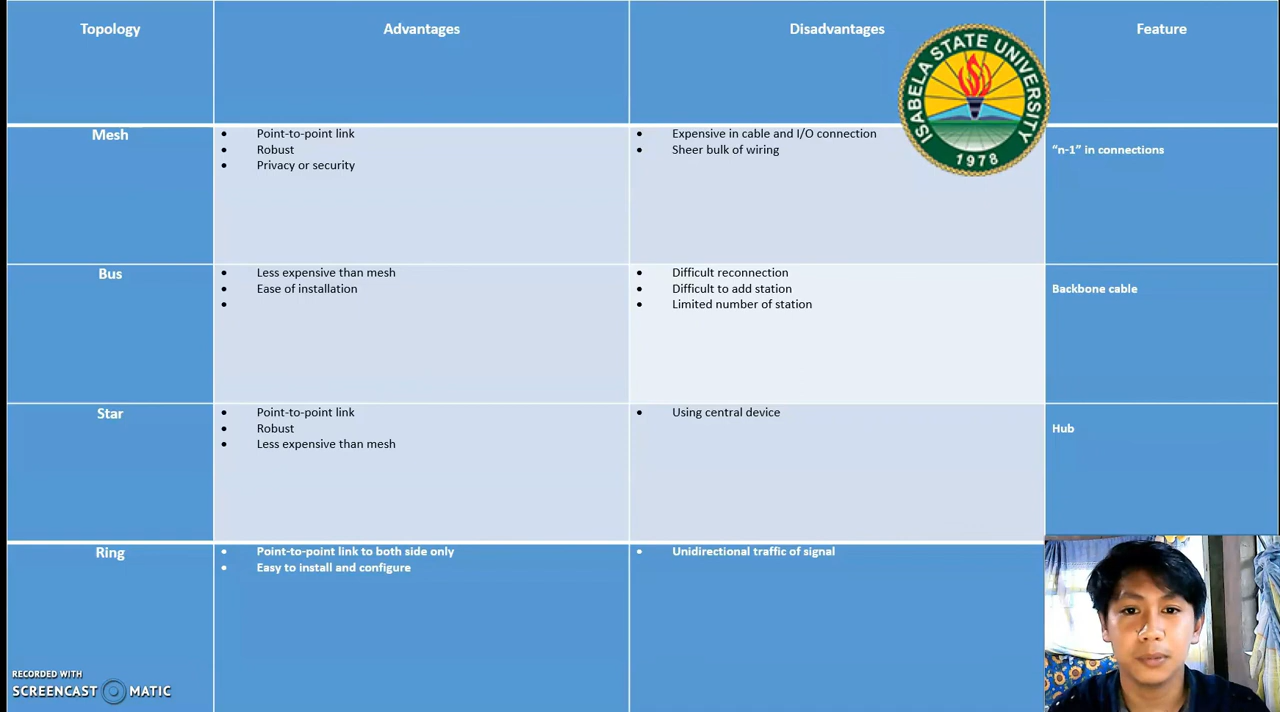 Topology
Advantages
Disadvantages
Feature
ISABELA STATE UNIVERSITY
1978
Mesh
• Point-to-point link
• Robust
• Privacy or security
• Expensive in cable and I/O connection
• Sheer bulk of wiring
“n-1” in connections
Bus
• Less expensive than mesh
• Ease of installation
•
• Difficult reconnection
• Difficult to add station
• Limited number of station
Backbone cable
Star
• Point-to-point link
• Robust
• Less expensive than mesh
• Using central device
Hub
Ring
• Point-to-point link to both side only
• Easy to install and configure
• Unidirectional traffic of signal
RECORDED WITH
SCREENCAST MATIC